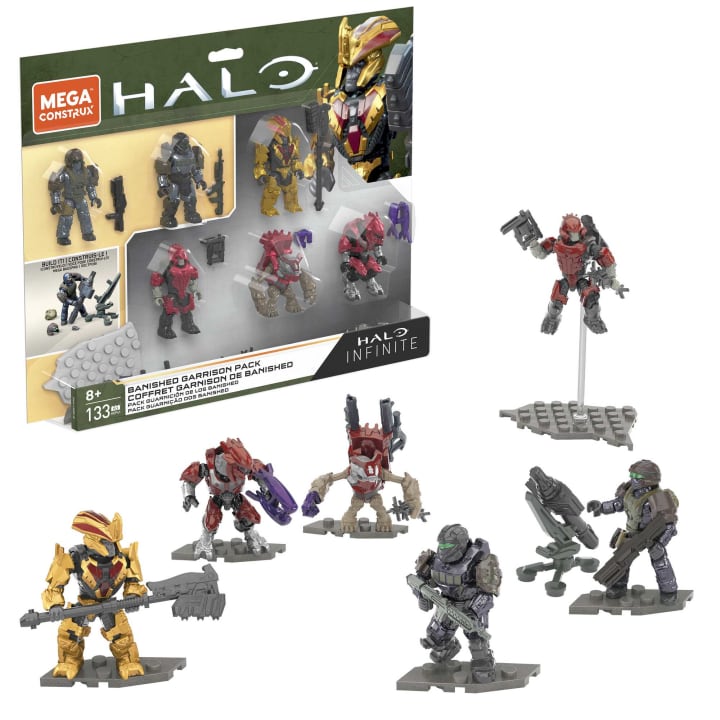 MEGA
CONSTRUX
HALO
BUILD IT! | CONSTRUIS-LE !
HALO
INFINITE
8+
133
BANISHED GARRISON PACK
COFFRET GARNISON DE BANISHED
PACK GUARNICIÓN DE LOS BANISHED
PACK GUARNIÇÃO DOS BANISHED